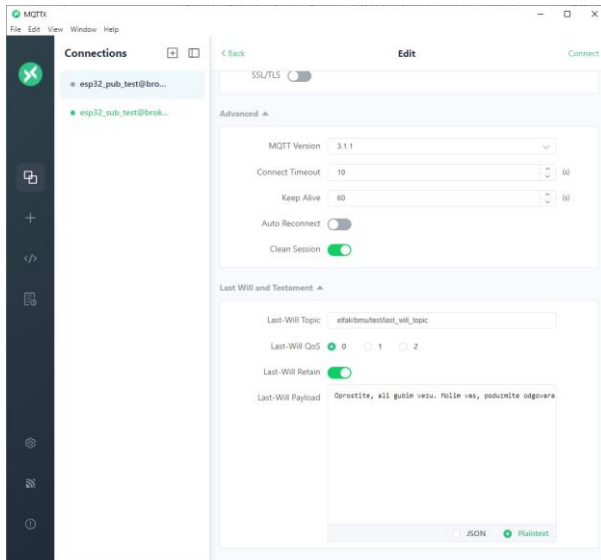 MQTTX
File Edit View Window Help
Connections
esp32_pub_test@bro...
esp32_sub_test@brok...
< Back Edit Connect
SSL/TLS
Advanced
MQTT Version 3.1.1
Connect Timeout 10 (s)
Keep Alive 60 (s)
Auto Reconnect
Clean Session
Last Will and Testament
Last-Will Topic elfak/bmu/test/last_will_topic
Last-Will QoS 0 1 2
Last-Will Retain
Last-Will Payload Oprostite, ali gubim vezu. Molim vas, poduzmite odgovara
JSON Plaintext